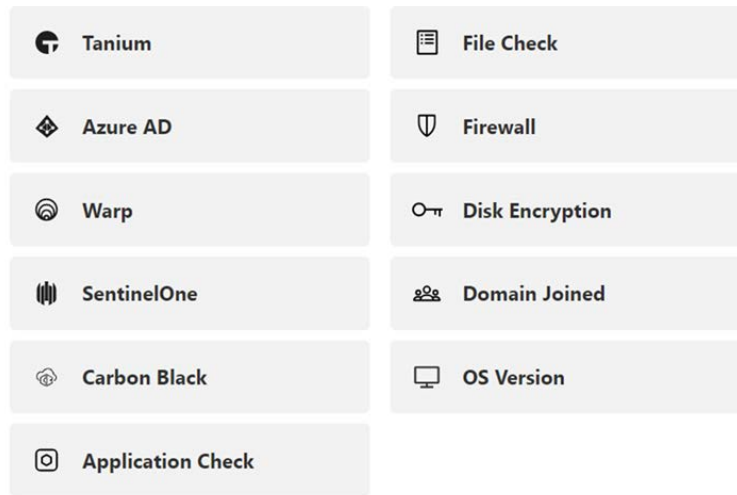 Tanium
File Check
Azure AD
Firewall
Warp
Disk Encryption
SentinelOne
Domain Joined
Carbon Black
OS Version
Application Check